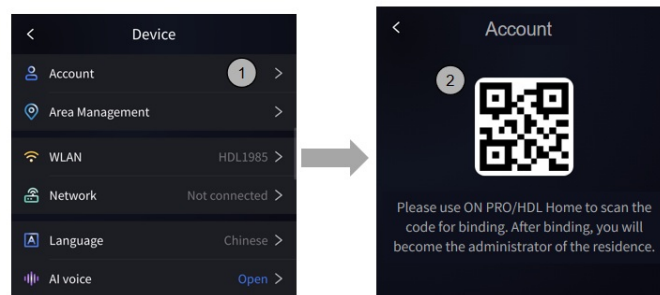 Device
Account
1
Area Management
WLAN
HDL1985
Network
Not connected
Language
Chinese
AI voice
Open
Account
2
Please use ON PRO/HDL Home to scan the
code for binding. After binding, you will
become the administrator of the residence.